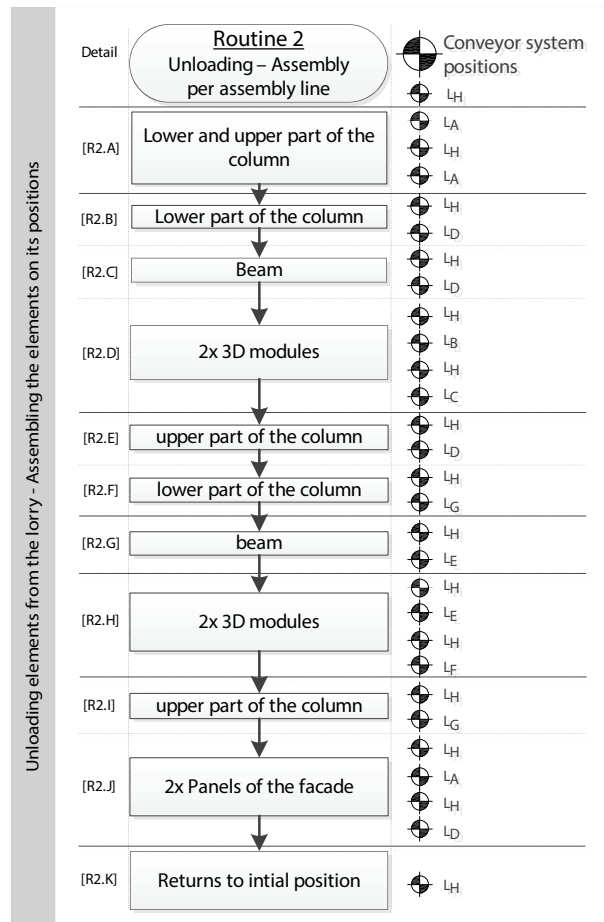 Detail
Routine 2
Unloading – Assembly
per assembly line
Conveyor system
positions
LH
[R2.A]
Lower and upper part of the
column
LA
LH
LA
[R2.B]
Lower part of the column
LH
LD
[R2.C]
Beam
LH
LD
[R2.D]
2x 3D modules
LH
LB
LH
LC
[R2.E]
upper part of the column
LH
LD
[R2.F]
lower part of the column
LH
LG
[R2.G]
beam
LH
LE
[R2.H]
2x 3D modules
LH
LE
LH
LF
[R2.I]
upper part of the column
LH
LG
[R2.J]
2x Panels of the facade
LH
LA
LH
LD
[R2.K]
Returns to intial position
LH
Unloading elements from the lorry - Assembling the elements on its positions